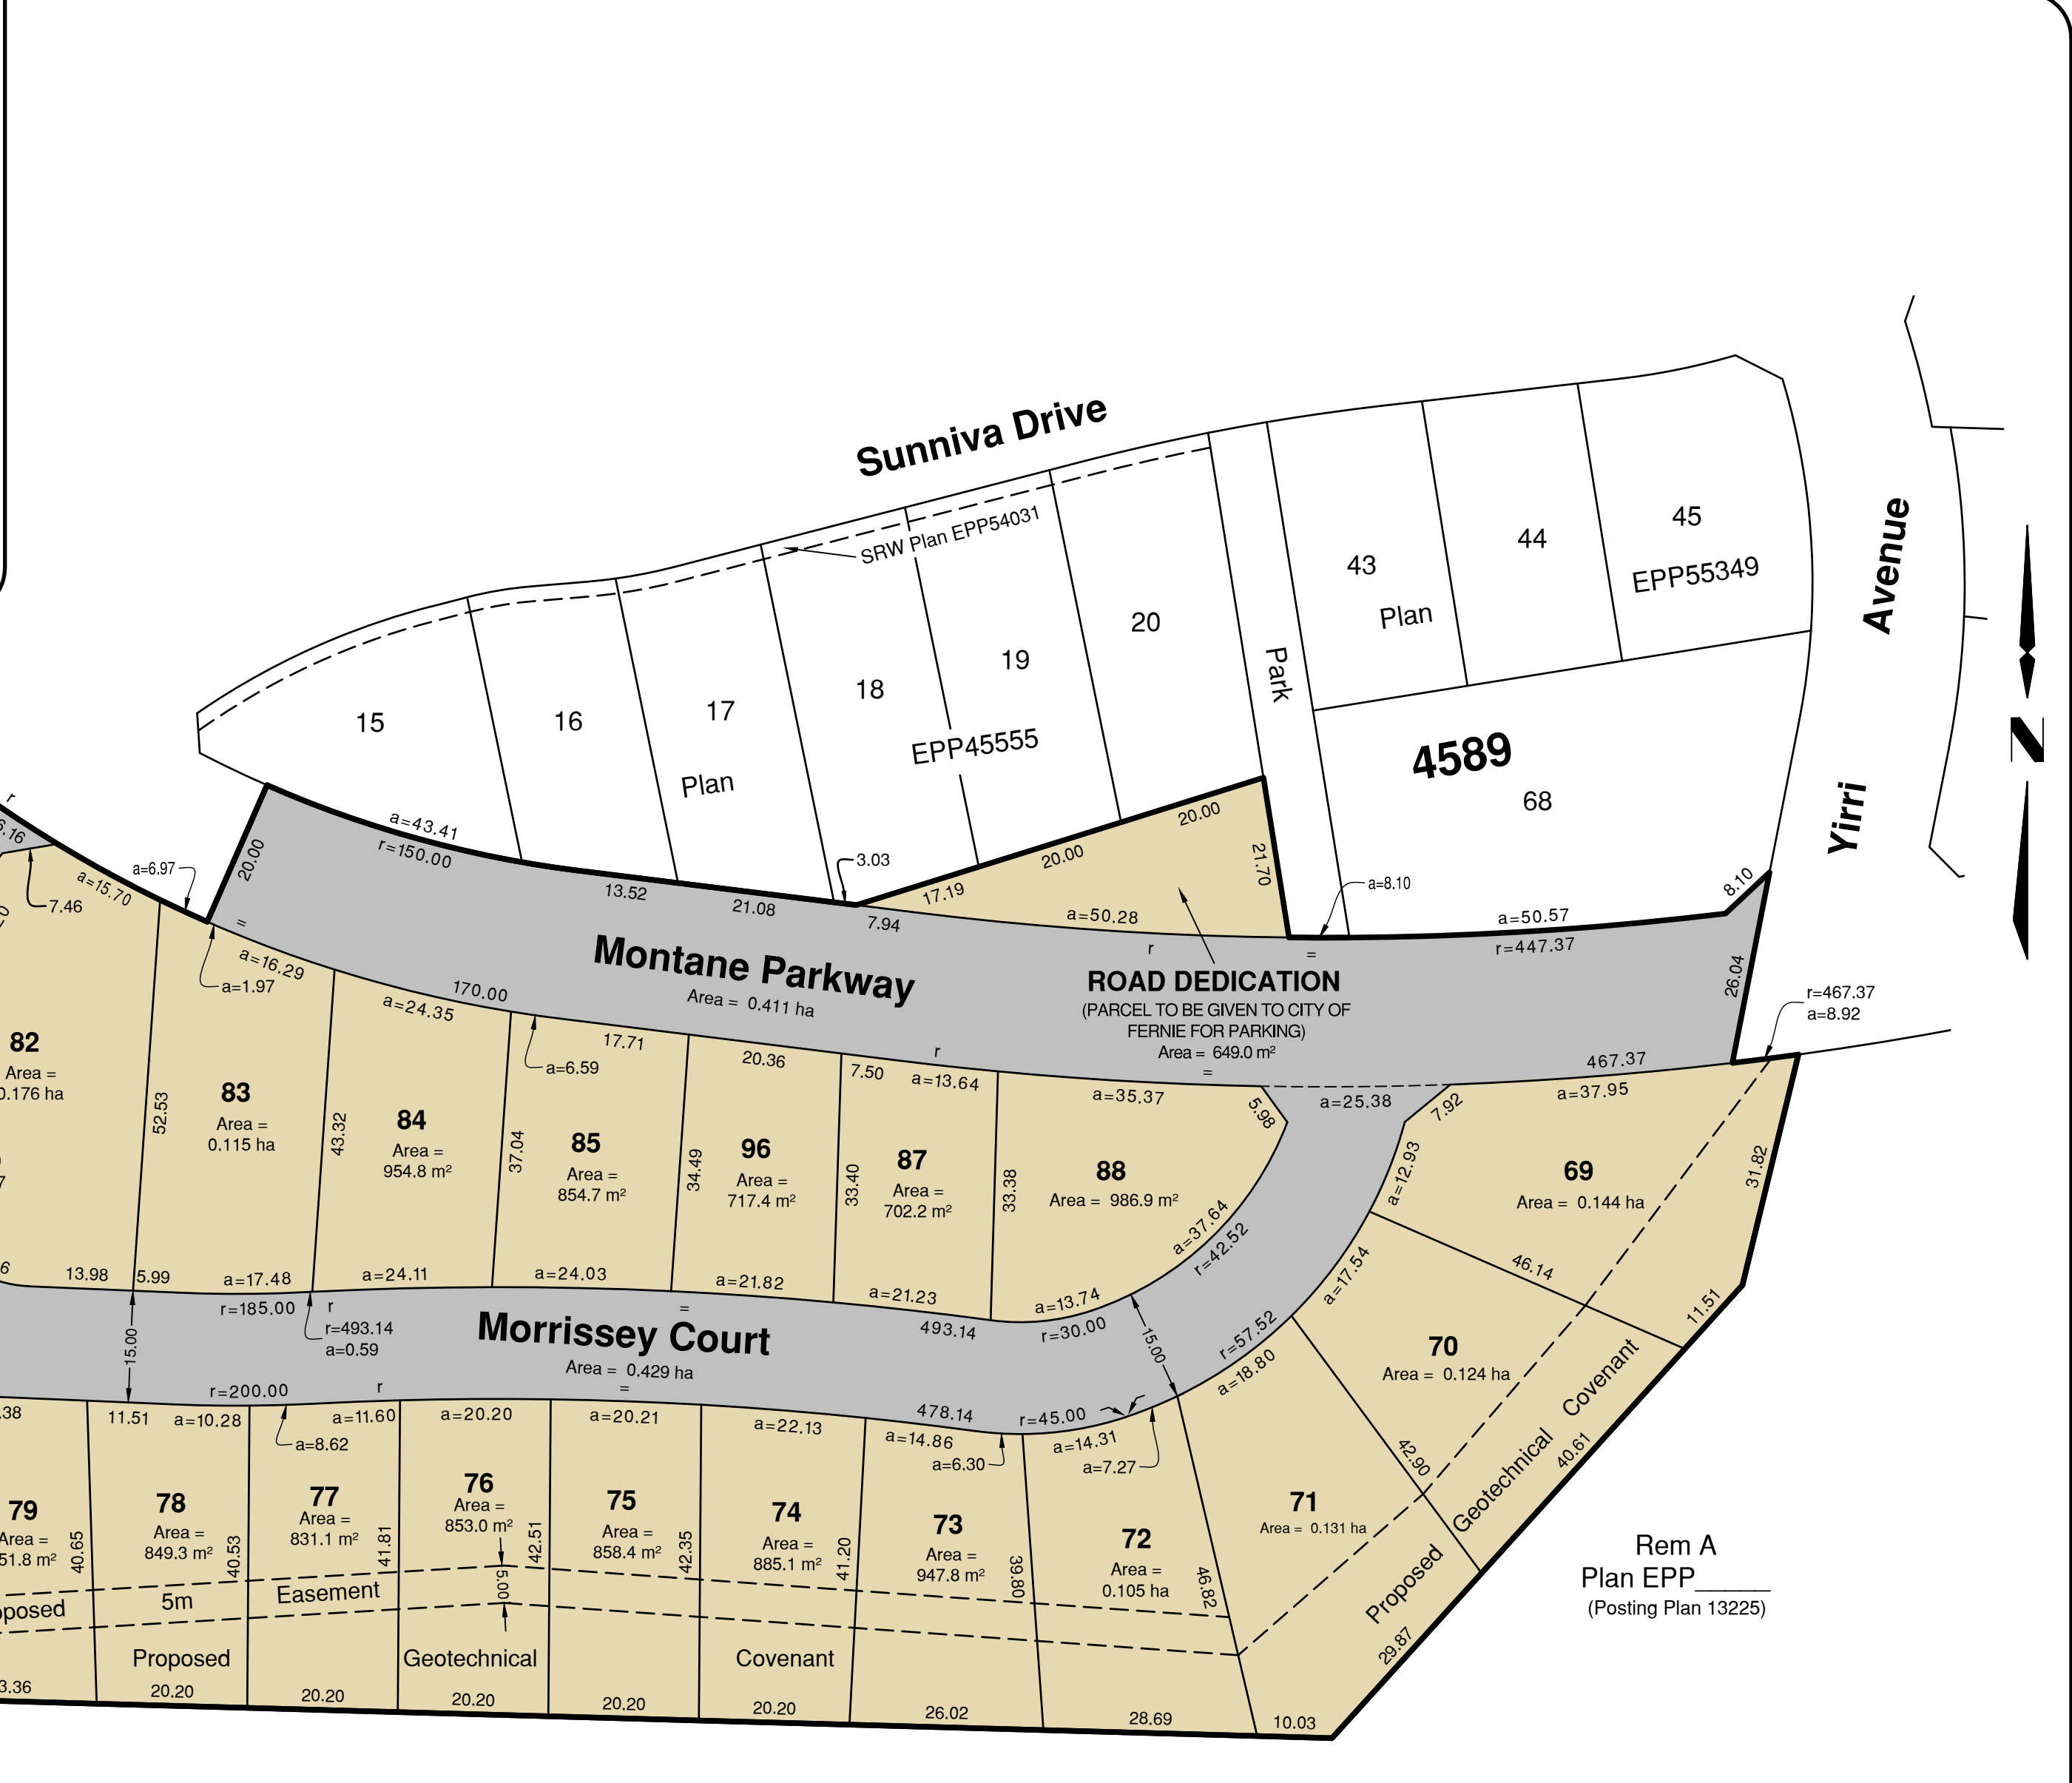 Sunniva Drive
SRW Plan EPP54031
15
16
17
18
19
20
Plan
EPP45555
Park
43
44
45
Plan
EPP55349
4589
68
Yirri Avenue
N
r
6.16
7.46
a=15.70
a=6.97
20.00
a=43.41
r=150.00
13.52
21.08
3.03
7.94
17.19
20.00
20.00
21.70
a=50.28
r
=
a=8.10
a=50.57
r=447.37
8.10
26.04
r=467.37
a=8.92
=
a=1.97
a=16.29
Montane Parkway
Area = 0.411 ha
ROAD DEDICATION
(PARCEL TO BE GIVEN TO CITY OF
FERNIE FOR PARKING)
Area = 649.0 m²
=
170.00
a=24.35
a=6.59
17.71
20.36
7.50
r
a=13.64
a=35.37
5.98
a=25.38
7.92
467.37
a=37.95
82
Area =
0.176 ha
83
Area =
0.115 ha
84
Area =
954.8 m²
85
Area =
854.7 m²
96
Area =
717.4 m²
87
Area =
702.2 m²
88
Area = 986.9 m²
69
Area = 0.144 ha
52.53
43.32
37.04
34.49
33.40
33.38
a=12.93
31.82
a=37.64
r=42.52
46.14
11.51
13.98
5.99
a=17.48
a=24.11
a=24.03
a=21.82
a=21.23
a=13.74
a=17.54
r=185.00
r
r=493.14
a=0.59
=
493.14
r=30.00
15.00
15.00
Morrissey Court
Area = 0.429 ha
=
r=57.52
a=18.80
70
Area = 0.124 ha
r=200.00
r
478.14
r=45.00
.38
11.51
a=10.28
a=8.62
a=11.60
a=20.20
a=20.21
a=22.13
a=14.86
a=6.30
a=14.31
a=7.27
42.90
40.61
79
Area =
51.8 m²
78
Area =
849.3 m²
77
Area =
831.1 m²
76
Area =
853.0 m²
75
Area =
858.4 m²
74
Area =
885.1 m²
73
Area =
947.8 m²
72
Area =
0.105 ha
71
Area = 0.131 ha
40.65
40.53
41.81
42.51
42.35
41.20
39.80
46.82
5.00
posed
5m
Easement
Proposed
Geotechnical
Covenant
Proposed
Geotechnical
Covenant
29.87
3.36
20.20
20.20
20.20
20.20
20.20
26.02
28.69
10.03
Rem A
Plan EPP_____
(Posting Plan 13225)